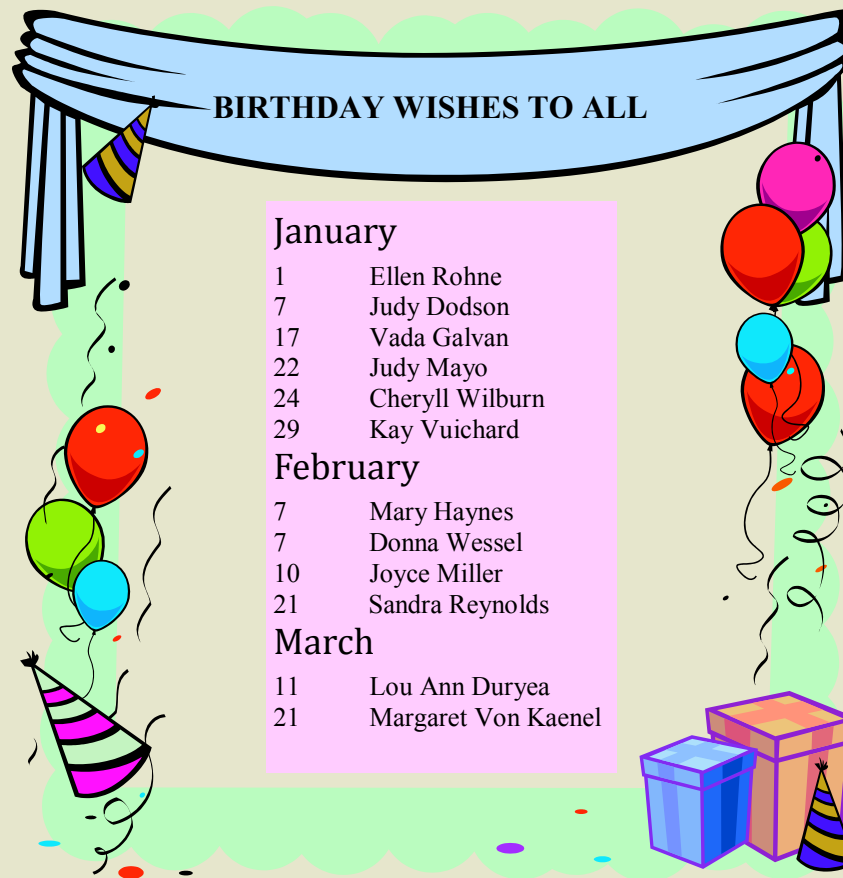 BIRTHDAY WISHES TO ALL
January
1 Ellen Rohne
7 Judy Dodson
17 Vada Galvan
22 Judy Mayo
24 Cheryll Wilburn
29 Kay Vuichard
February
7 Mary Haynes
7 Donna Wessel
10 Joyce Miller
21 Sandra Reynolds
March
11 Lou Ann Duryea
21 Margaret Von Kaenel